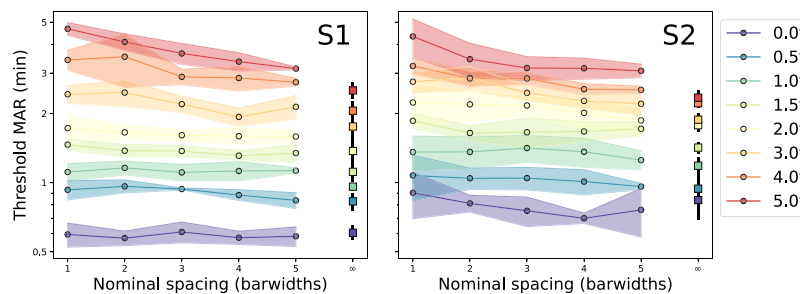 S1
S2
Threshold MAR (min)
5
3
2
1
0.5
1 2 3 4 5 ∞
1 2 3 4 5 ∞
Nominal spacing (barwidths)
Nominal spacing (barwidths)
0.0°
0.5°
1.0°
1.5°
2.0°
3.0°
4.0°
5.0°